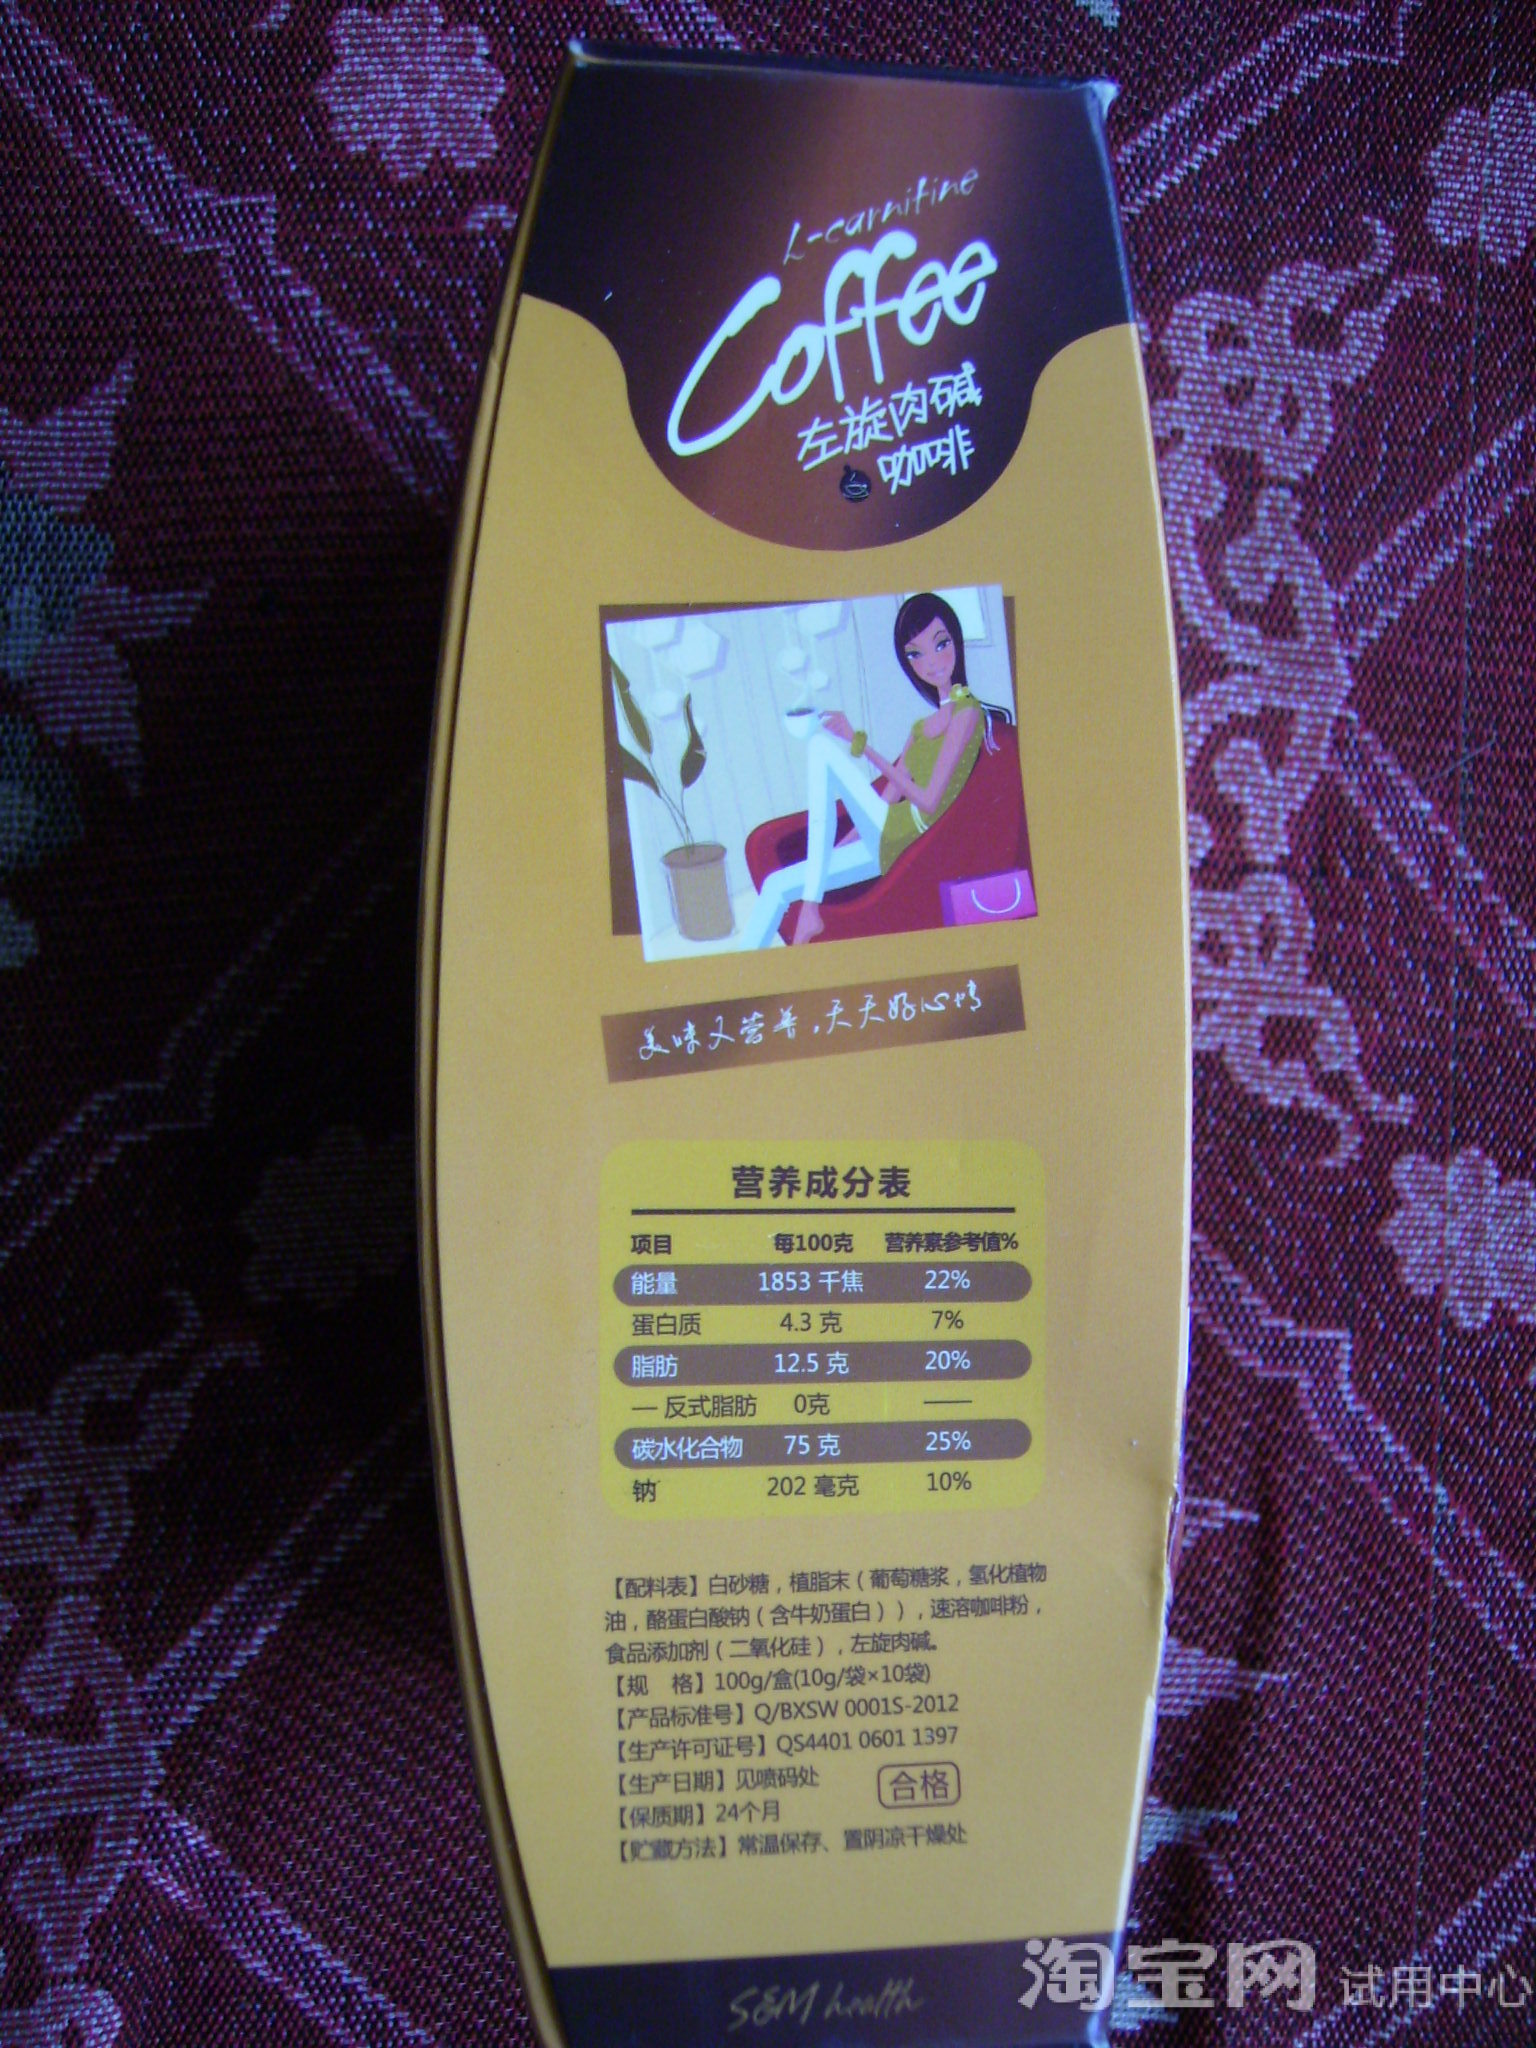 L-carnitine
Coffee
左旋肉碱
咖啡
美味又营养，天天好心情
营养成分表
项目 每100克 营养素参考值%
能量 1853 千焦 22%
蛋白质 4.3 克 7%
脂肪 12.5 克 20%
— 反式脂肪 0克 ——
碳水化合物 75 克 25%
钠 202 毫克 10%
【配料表】白砂糖，植脂末（葡萄糖浆，氢化植物
油，酪蛋白酸钠（含牛奶蛋白）），速溶咖啡粉，
食品添加剂（二氧化硅），左旋肉碱。
【规 格】100g/盒(10g/袋×10袋)
【产品标准号】Q/BXSW 0001S-2012
【生产许可证号】QS4401 0601 1397
【生产日期】见喷码处
合格
【保质期】24个月
【贮藏方法】常温保存、置阴凉干燥处
S&M health
淘宝网 试用中心